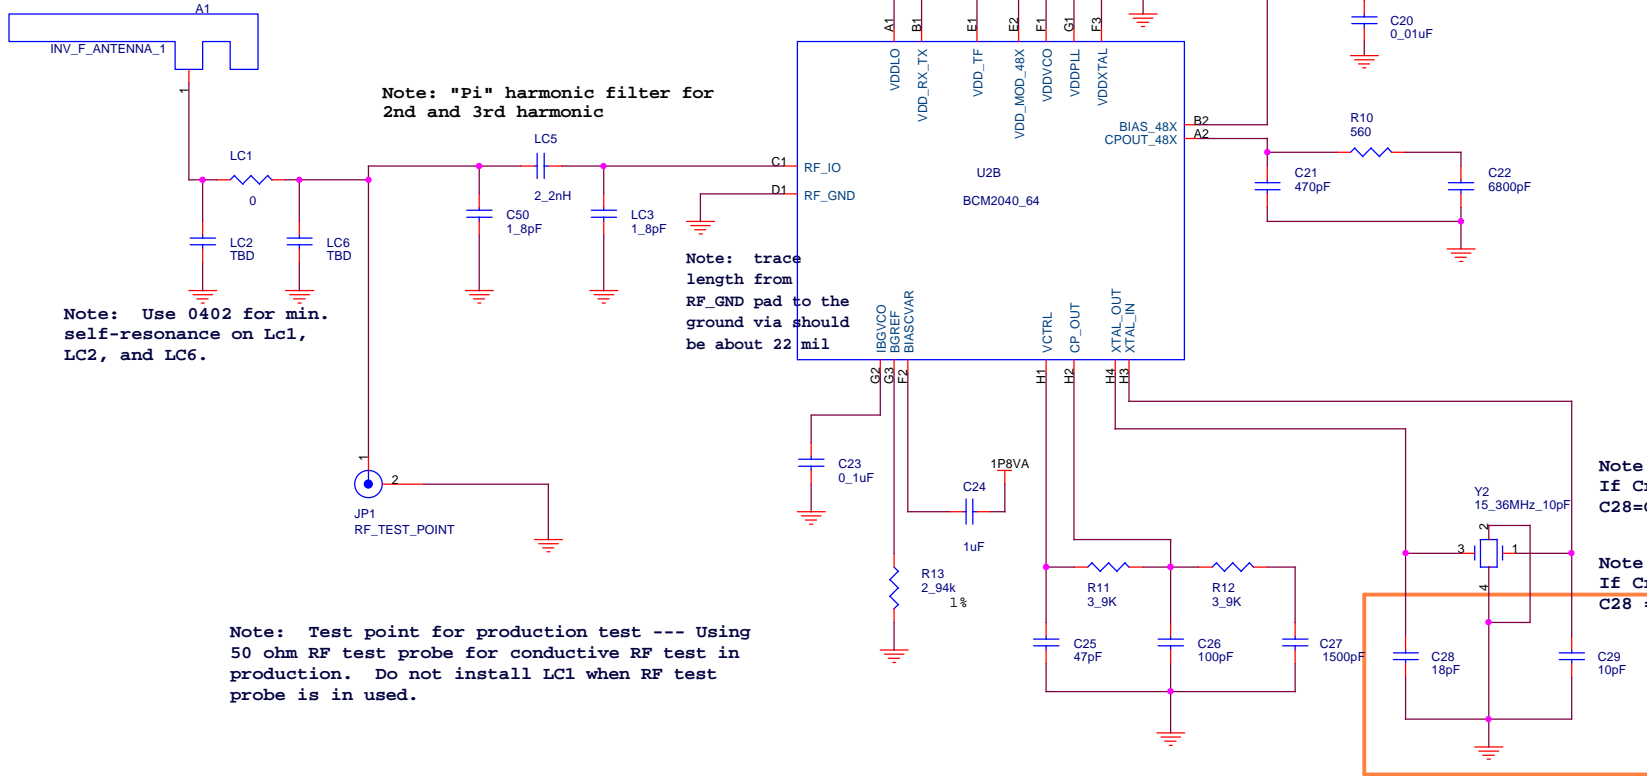 A1
INV_F_ANTENNA_1
1
Note: "Pi" harmonic filter for
2nd and 3rd harmonic
LC1
0
LC2
TBD
LC6
TBD
Note:  Use 0402 for min.
self-resonance on Lc1,
LC2, and LC6.
LC5
2_2nH
C50
1_8pF
LC3
1_8pF
1
2
JP1
RF_TEST_POINT
Note:  Test point for production test --- Using
50 ohm RF test probe for conductive RF test in
production.  Do not install LC1 when RF test
probe is in used.
A1
B1
E1
E2
F1
G1
F3
VDDLO
VDD_RX_TX
VDD_TF
VDD_MOD_48X
VDDVCO
VDDPLL
VDDXTAL
C1
RF_IO
D1
RF_GND
U2B
BCM2040_64
BIAS_48X
B2
CPOUT_48X
A2
Note:  trace
length from
RF_GND pad to the
ground via should
be about 22 mil
IBGVCO
BGREF
BIASCVAR
VCTRL
CP_OUT
XTAL_OUT
XTAL_IN
G2
G3
F2
H1
H2
H4
H3
C20
0_01uF
R10
560
C21
470pF
C22
6800pF
C23
0_1uF
1P8VA
C24
1uF
R13
2_94k
1%
R11
3_9K
R12
3_9K
C25
47pF
C26
100pF
C27
1500pF
Y2
15_36MHz_10pF
2
3
1
4
C28
18pF
C29
10pF
Note
If
C28=
Note
If
C28 =